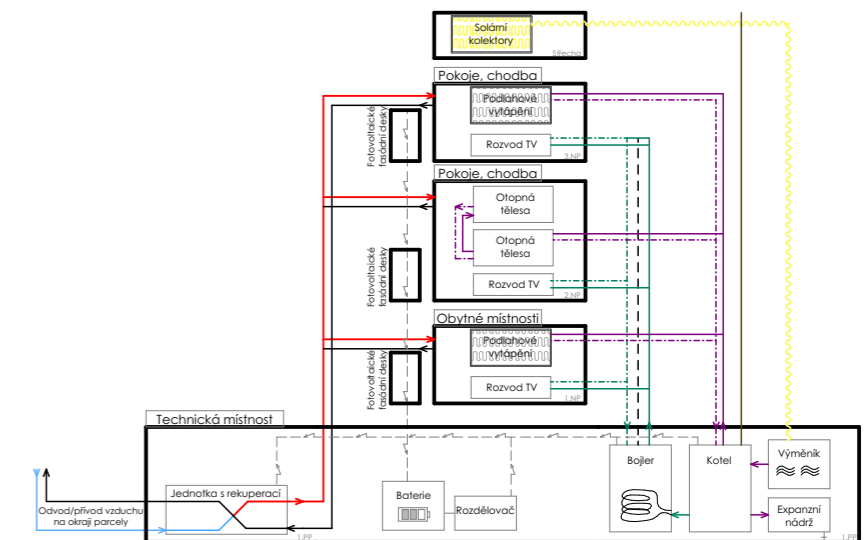 Solární
kolektory
Střecha
Pokoje, chodba
Podlahové
vytápění
Rozvod TV
3.NP
Fotovoltaické
fasádní desky
Pokoje, chodba
Otopná
tělesa
Otopná
tělesa
Rozvod TV
2.NP
Fotovoltaické
fasádní desky
Obytné místnosti
Podlahové
vytápění
Rozvod TV
1.NP
Fotovoltaické
fasádní desky
Technická místnost
Jednotka s rekuperací
Odvod/přívod vzduchu
na okraji parcely
Baterie
Rozdělovač
Bojler
Kotel
Výměník
Expanzní
nádrž
1.PP
1.PP